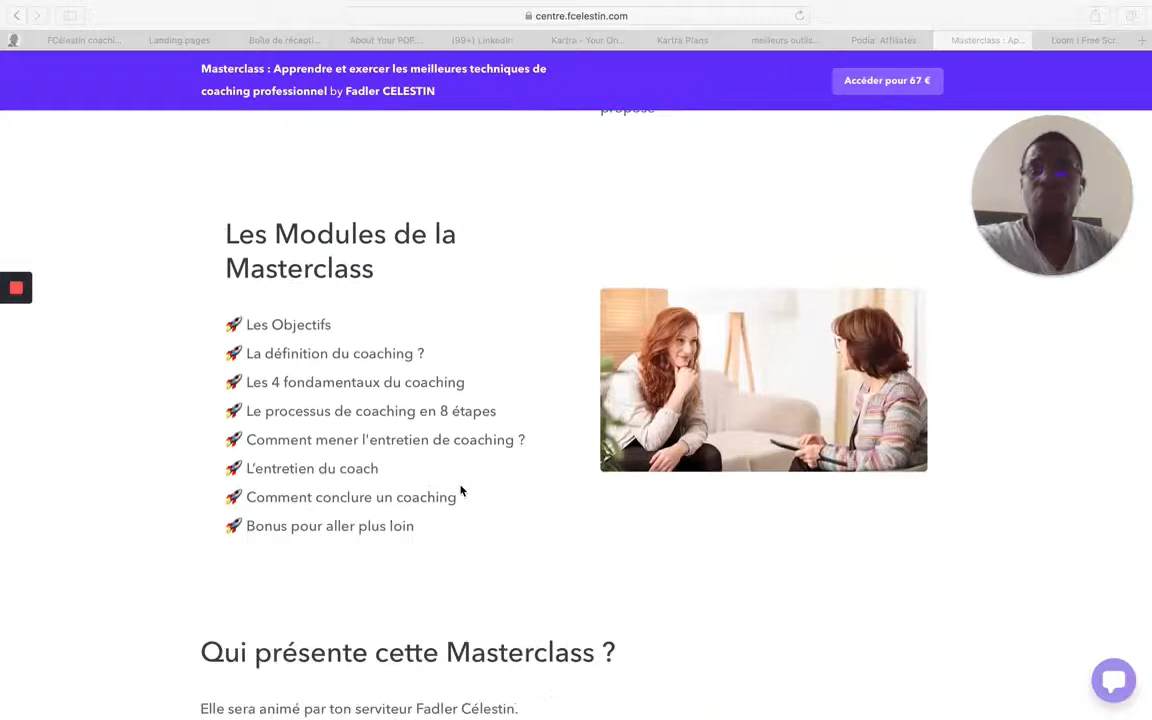 centre.fcelestin.com
FCélestin coachi...
Landing pages
Boîte de récepti...
About Your PDF...
(99+) LinkedIn
Kartra - Your On...
Kartra Plans
meilleurs outils...
Podia Affiliates
Masterclass : Ap...
Loom | Free Scr...
Masterclass : Apprendre et exercer les meilleures techniques de
coaching professionnel by Fadler CELESTIN
Accéder pour 67 €
propose
Les Modules de la
Masterclass
🚀 Les Objectifs
🚀 La définition du coaching ?
🚀 Les 4 fondamentaux du coaching
🚀 Le processus de coaching en 8 étapes
🚀 Comment mener l'entretien de coaching ?
🚀 L'entretien du coach
🚀 Comment conclure un coaching
🚀 Bonus pour aller plus loin
Qui présente cette Masterclass ?
Elle sera animé par ton serviteur Fadler Célestin.